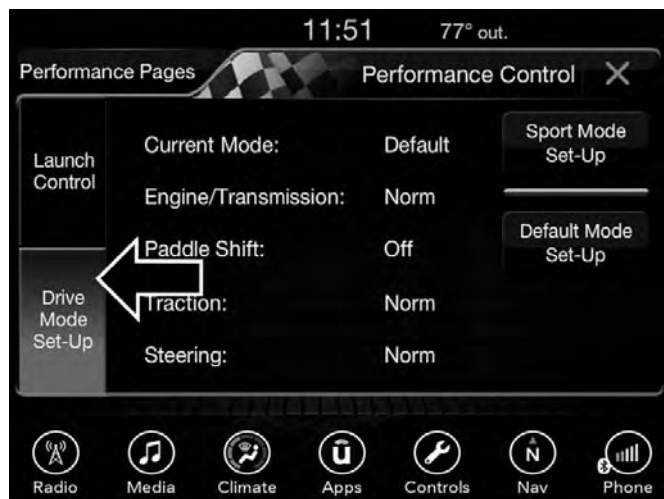 11:51 77° out.
Performance Pages Performance Control
Launch
Control
Drive
Mode
Set-Up
Current Mode: Default
Engine/Transmission: Norm
Paddle Shift: Off
Traction: Norm
Steering: Norm
Sport Mode
Set-Up
Default Mode
Set-Up
Radio Media Climate ū Apps Controls N Nav Phone